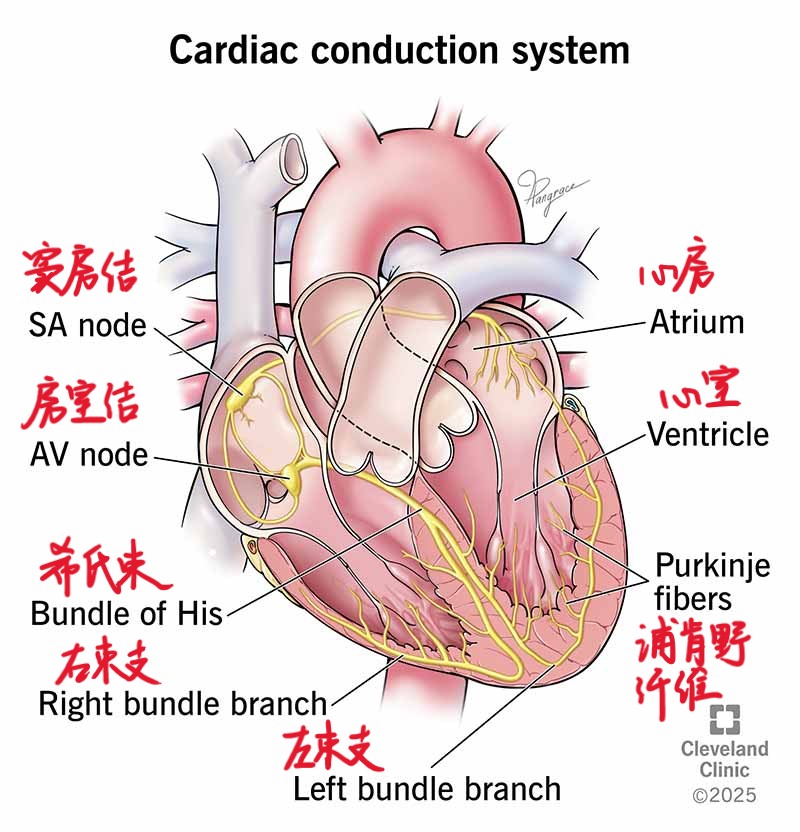 Cardiac conduction system
Pangrace
窦房结
SA node
房室结
AV node
希氏束
Bundle of His
右束支
Right bundle branch
左束支
Left bundle branch
心房
Atrium
心室
Ventricle
Purkinje
fibers
浦肯野
纤维
Cleveland
Clinic
©2025